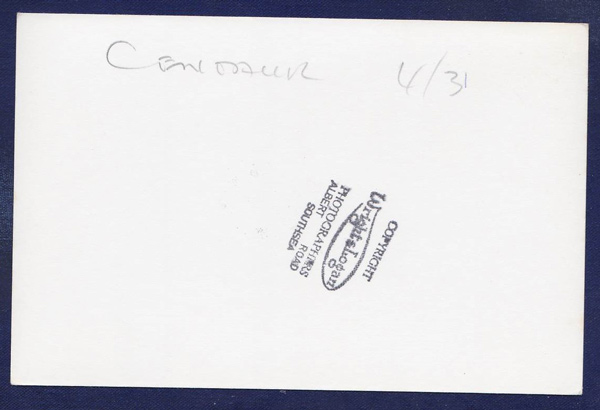 CENTAUR 4/31
COPYRIGHT
Wright & Logan
PHOTOGRAPHERS
ALBERT ROAD
SOUTHSEA